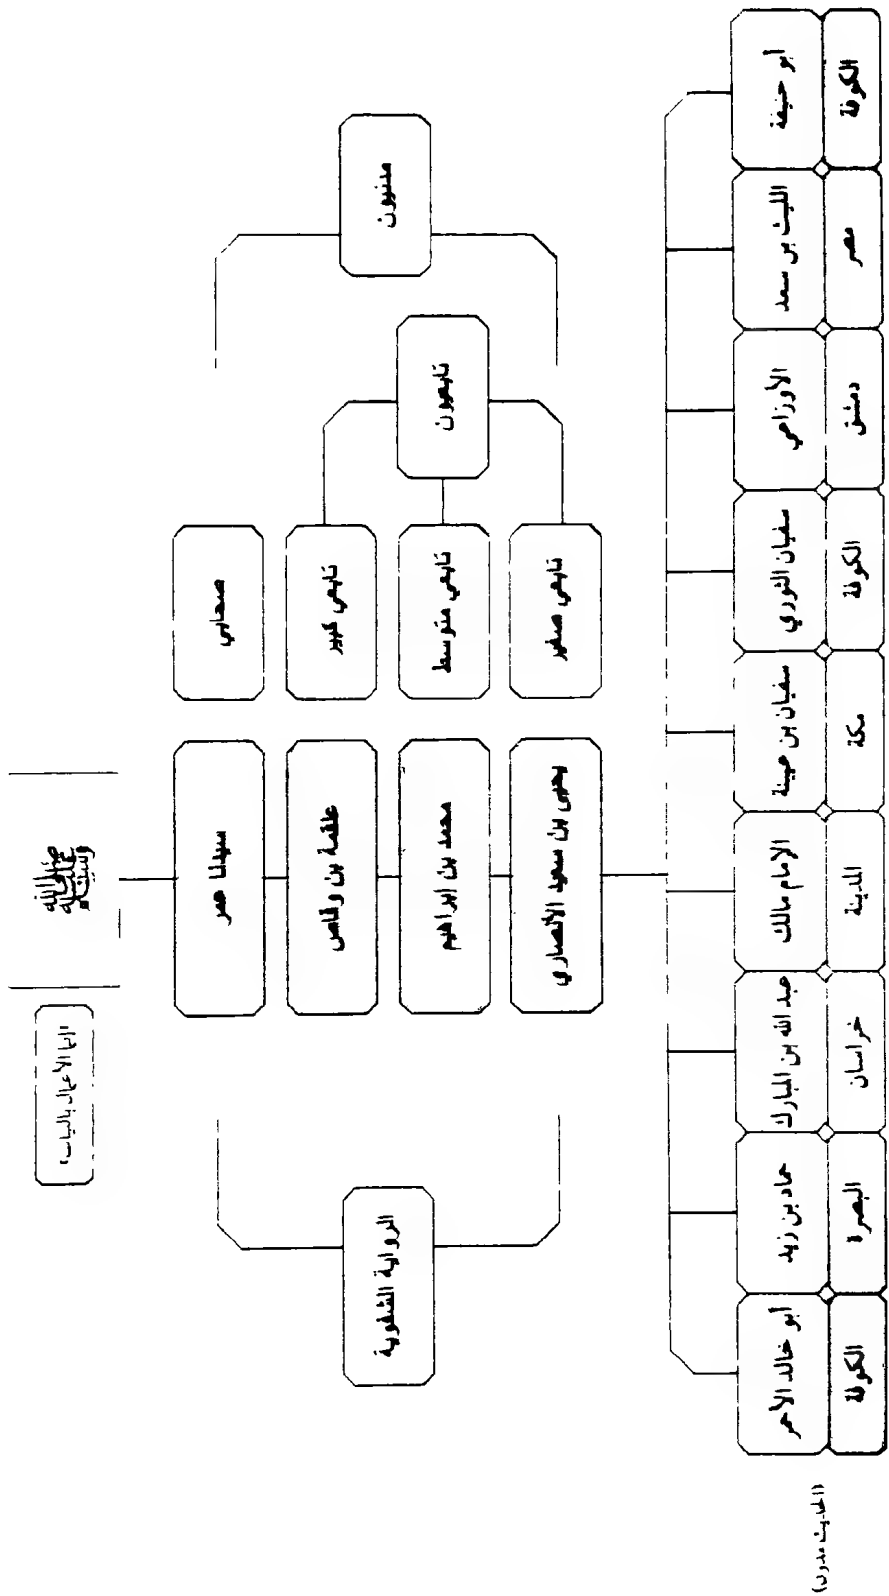 ﷺ
«إنما الأعمال بالنيات»
سيدنا عمر
صحابي
علقمة بن وقاص
تابعي كبير
محمد بن ابراهيم
تابعي متوسط
يحيى بن سعيد الأنصاري
تابعي صغير
تابعيون
مدنيون
الرواية الشفوية
أبو حنيفة
الليث بن سعد
الأوزاعي
سفيان الثوري
سفيان بن عيينة
الإمام مالك
عبد الله بن المبارك
حماد بن زيد
أبو خالد الأحمر
الكوفة
مصر
دمشق
الكوفة
مكة
المدينة
خراسان
البصرة
الكوفة
(الحديث مدون)